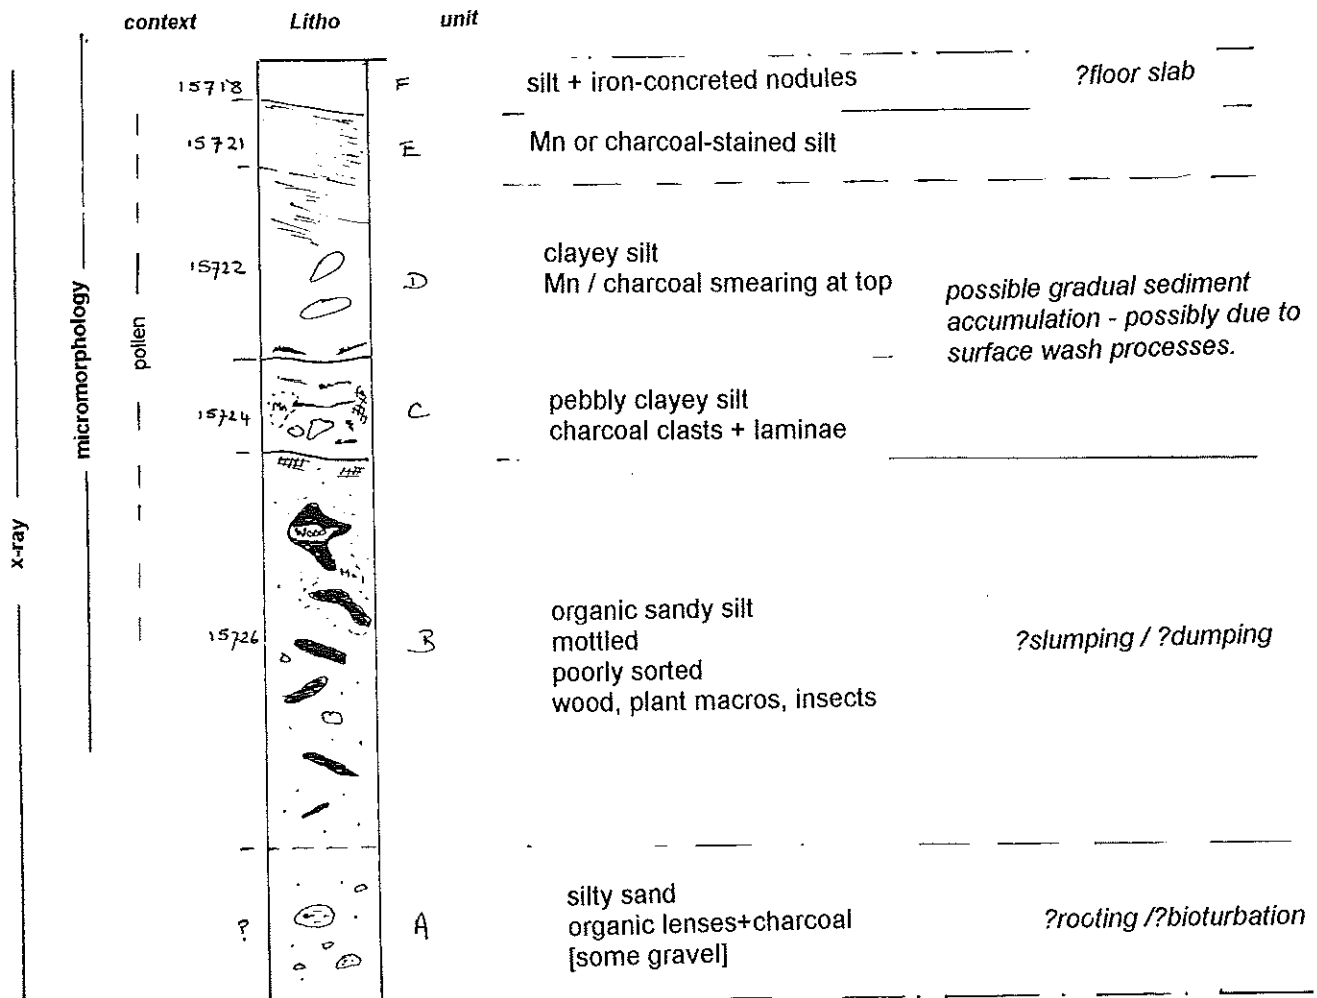 context Litho unit
15718 F silt + iron-concreted nodules ?floor slab
15721 E Mn or charcoal-stained silt
15722 D clayey silt
Mn / charcoal smearing at top
possible gradual sediment
accumulation - possibly due to
surface wash processes.
15724 Mn C pebbly clayey silt
charcoal clasts + laminae
Wood
15726 B organic sandy silt
mottled
poorly sorted
wood, plant macros, insects
?slumping / ?dumping
? A silty sand
organic lenses+charcoal
[some gravel]
?rooting /?bioturbation
x-ray
micromorphology
pollen